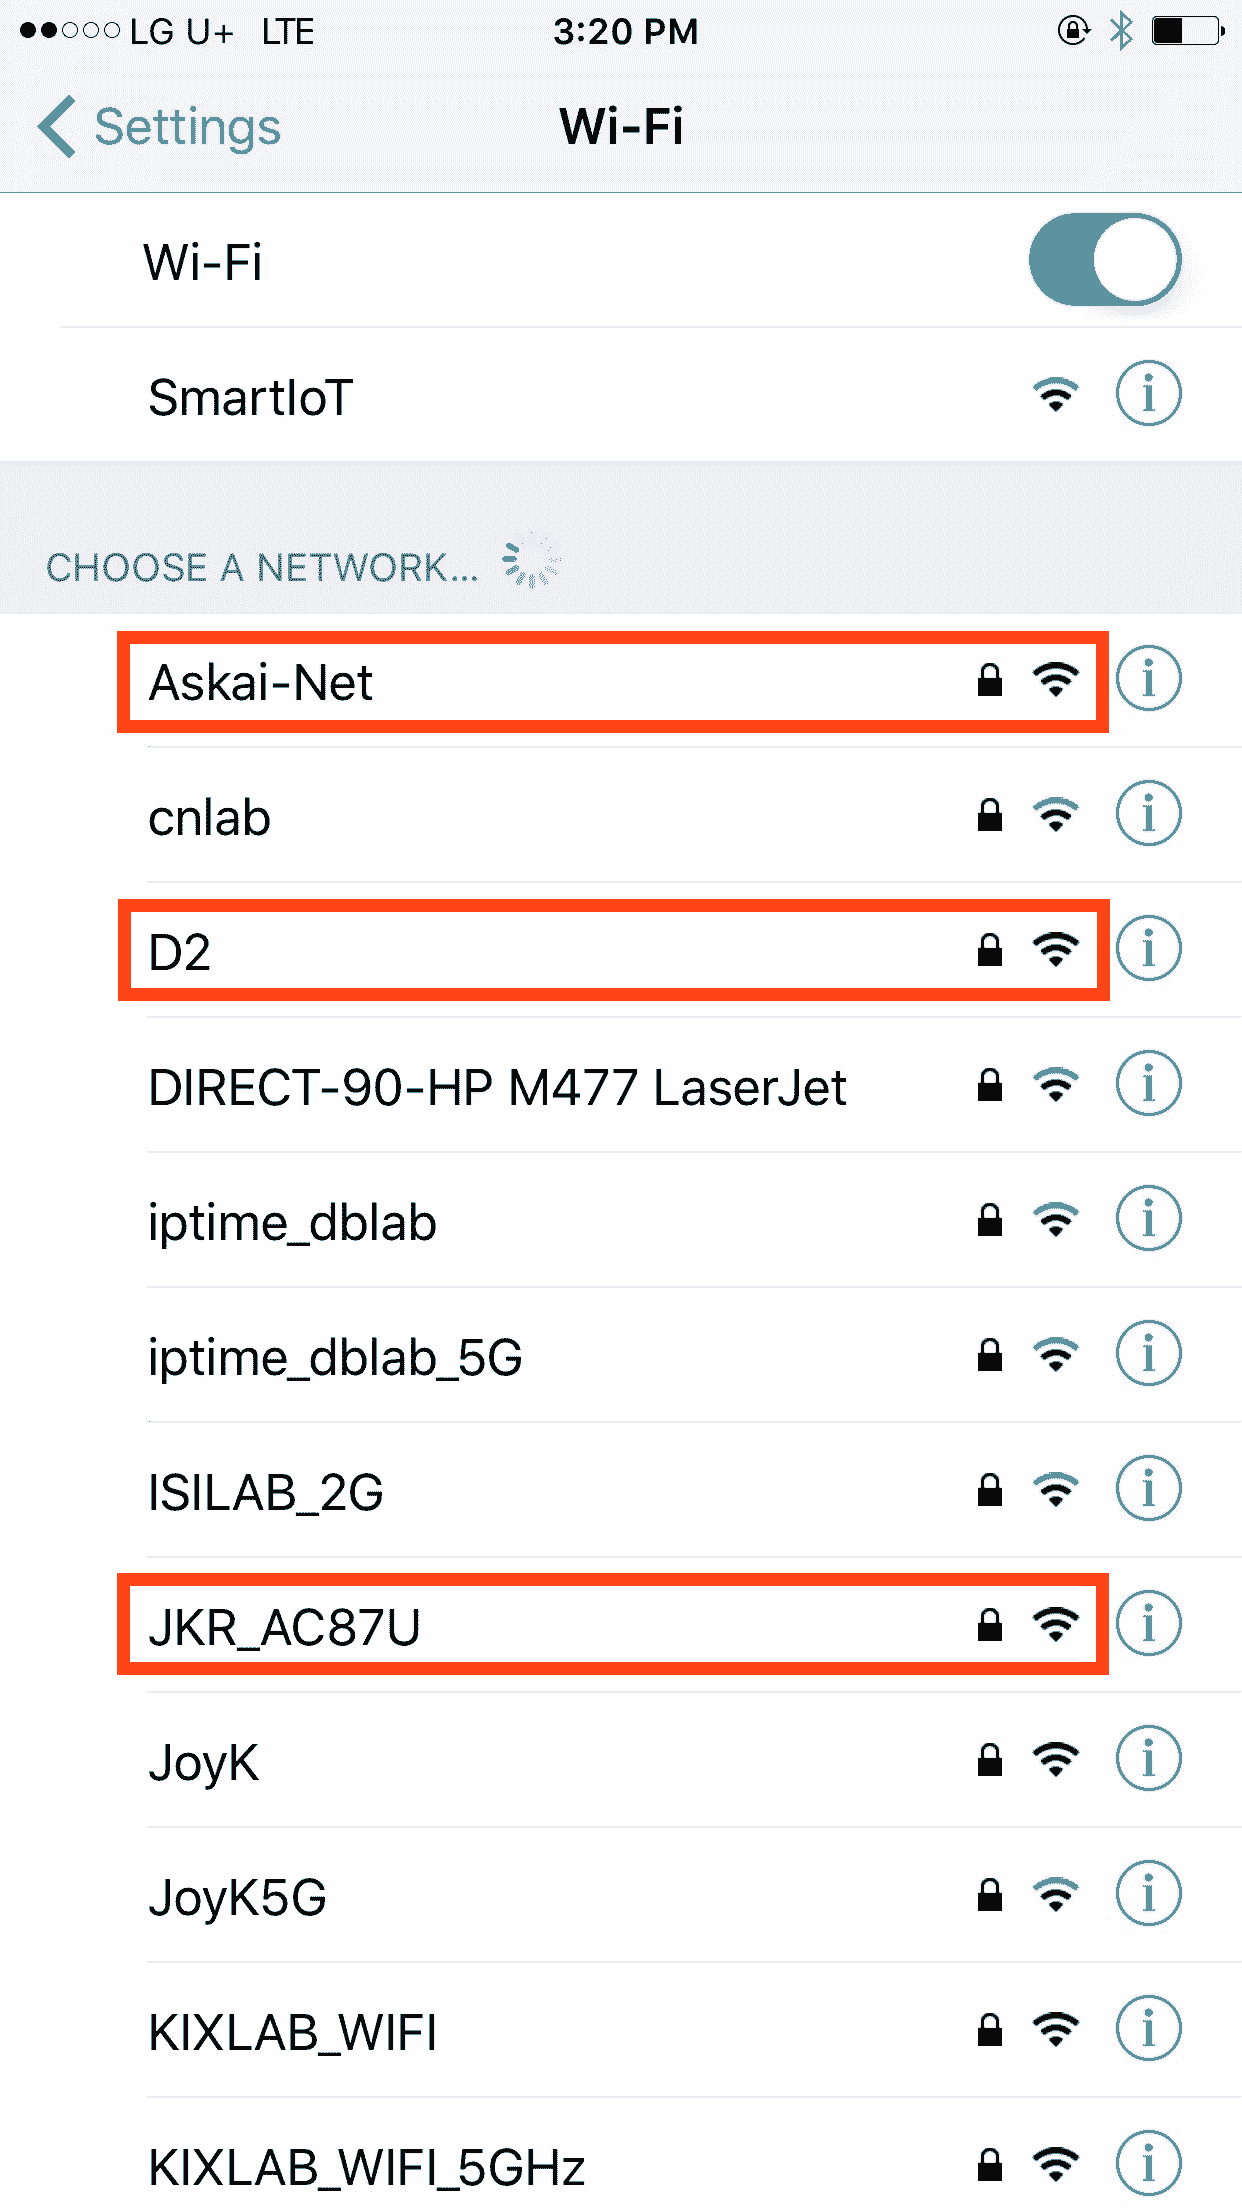 LG U+ LTE 3:20 PM
Settings Wi-Fi
Wi-Fi
SmartIoT
CHOOSE A NETWORK...
Askai-Net
cnlab
D2
DIRECT-90-HP M477 LaserJet
iptime_dblab
iptime_dblab_5G
ISILAB_2G
JKR_AC87U
JoyK
JoyK5G
KIXLAB_WIFI
KIXLAB_WIFI_5GHz